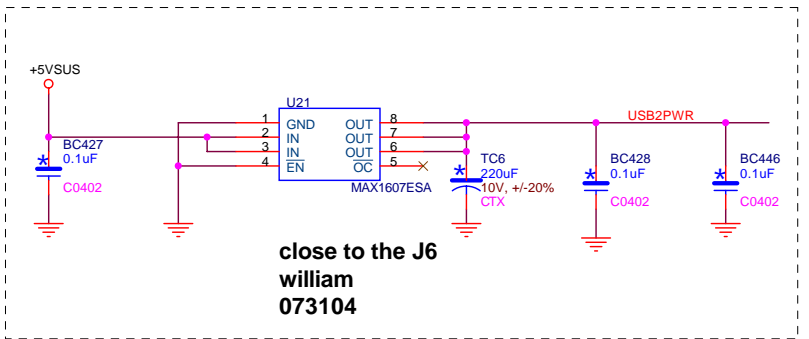 +5VSUS
BC427
0.1uF
C0402
U21
1 GND OUT 8
2 IN OUT 7
3 IN OUT 6
4 EN OC 5
MAX1607ESA
TC6
220uF
10V, +/-20%
CTX
USB2PWR
BC428
0.1uF
C0402
BC446
0.1uF
C0402
close to the J6
william
073104